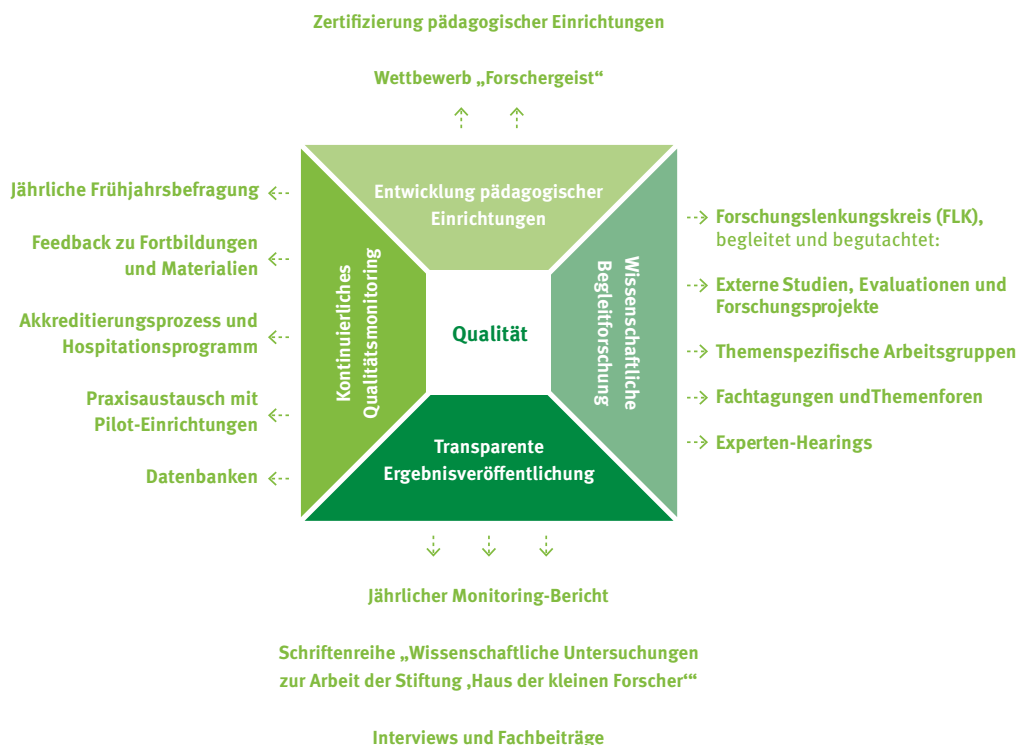 Zertifizierung pädagogischer Einrichtungen
Wettbewerb „Forschergeist“
Entwicklung pädagogischer
Einrichtungen
Jährliche Frühjahrsbefragung
Feedback zu Fortbildungen
und Materialien
Akkreditierungsprozess und
Hospitationsprogramm
Praxisaustausch mit
Pilot-Einrichtungen
Datenbanken
Kontinuierliches
Qualitätsmonitoring
Qualität
Wissenschaftliche
Begleitforschung
Forschungslenkungskreis (FLK),
begleitet und begutachtet:
Externe Studien, Evaluationen und
Forschungsprojekte
Themenspezifische Arbeitsgruppen
Fachtagungen undThemenforen
Experten-Hearings
Transparente
Ergebnisveröffentlichung
Jährlicher Monitoring-Bericht
Schriftenreihe „Wissenschaftliche Untersuchungen
zur Arbeit der Stiftung ‚Haus der kleinen Forscher‘“
Interviews und Fachbeiträge